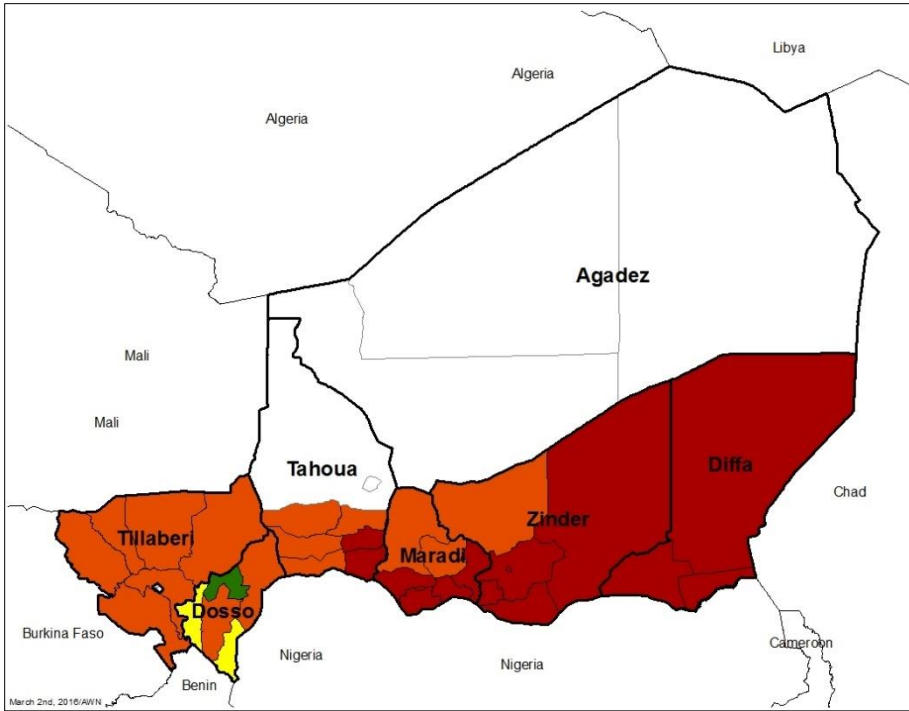 Libya
Algeria
Algeria
Agadez
Mali
Mali
Tahoua
Diffa
Chad
Zinder
Tillaberi
Maradi
Dosso
Burkina Faso
Cameroon
Nigeria
Nigeria
Benin
March 2nd, 2016/AWN